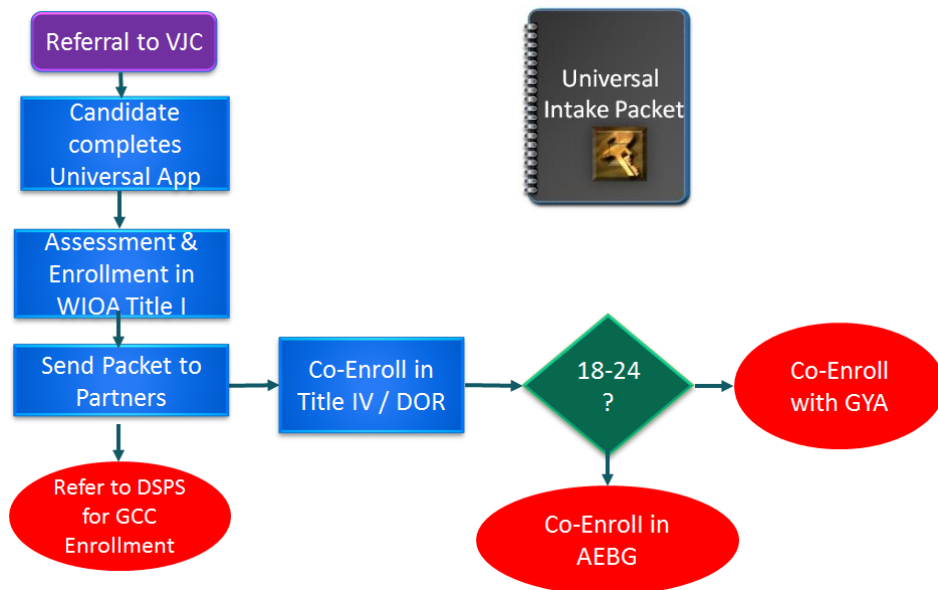 Referral to VJC
Universal
Intake Packet
Candidate
completes
Universal App
Assessment &
Enrollment in
WIOA Title I
Send Packet to
Partners
Co-Enroll in
Title IV / DOR
18-24
?
Co-Enroll
with GYA
Refer to DSPS
for GCC
Enrollment
Co-Enroll in
AEBG